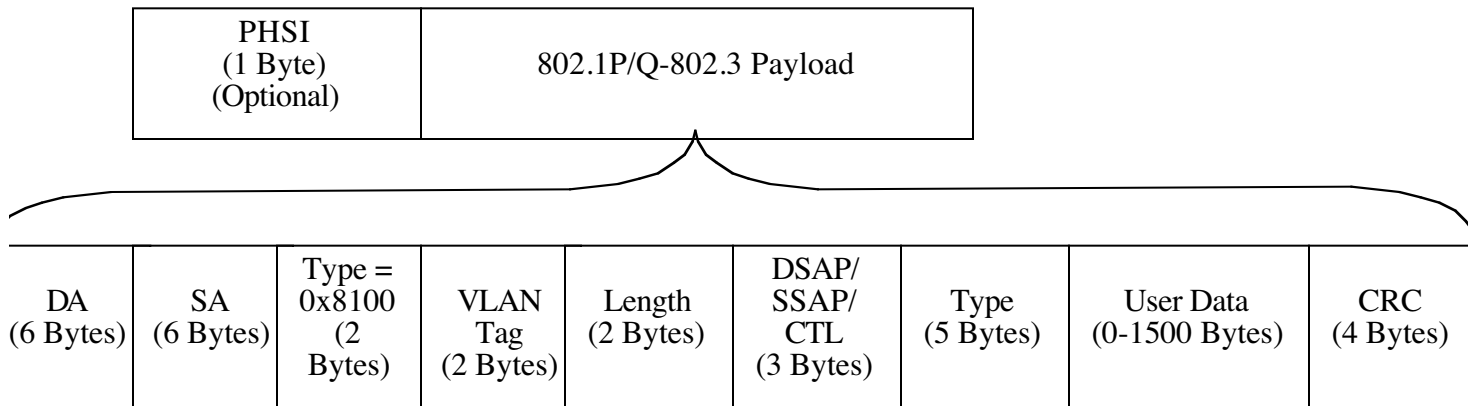 PHSI
(1 Byte)
(Optional)
802.1P/Q-802.3 Payload
DA
(6 Bytes)
SA
(6 Bytes)
Type =
0x8100
(2
Bytes)
VLAN
Tag
(2 Bytes)
Length
(2 Bytes)
DSAP/
SSAP/
CTL
(3 Bytes)
Type
(5 Bytes)
User Data
(0-1500 Bytes)
CRC
(4 Bytes)